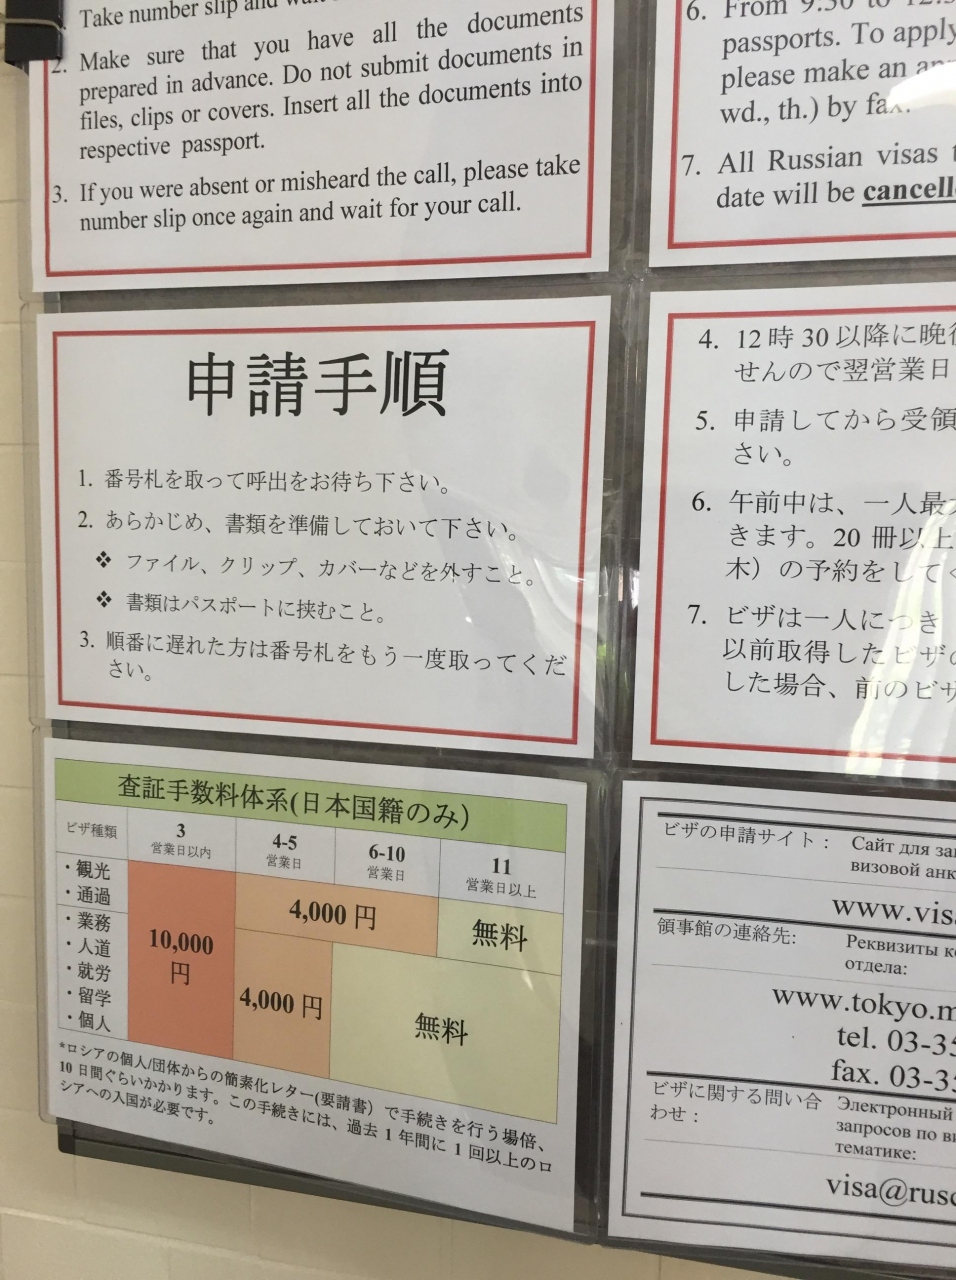 Take number slip and
2. Make sure that you have all the documents
prepared in advance. Do not submit documents in
files, clips or covers. Insert all the documents into
respective passport.
3. If you were absent or misheard the call, please take
number slip once again and wait for your call.
6. From 9:30 to
passports. To apply
please make an
wd., th.) by fax.
7. All Russian visas
date will be
申請手順
1. 番号札を取って呼出をお待ち下さい。
2. あらかじめ、書類を準備しておいて下さい。
❖ ファイル、クリップ、カバーなどを外すこと。
❖ 書類はパスポートに挟むこと。
3. 順番に遅れた方は番号札をもう一度取ってくだ
さい。
4. 12時30以降に晩
せんので翌営業日
5. 申請してから受領
さい。
6. 午前中は、一人最
きます。20 冊以上
木）の予約をして
7. ビザは一人につき
以前取得したビザの
した場合、前のビザ
査証手数料体系(日本国籍のみ)
ビザ種類 3 営業日以内 4-5 営業日 6-10 営業日 11 営業日以上
・観光
・通過
・業務
・人道
・就労
・留学
・個人
10,000
円
4,000 円
無料
4,000 円
無料
*ロシアの個人/団体からの簡素化レター(要請書）で手続きを行う場倍、
10 日間ぐらいかかります。この手続きには、過去 1 年間に 1 回以上のロ
シアへの入国が必要です。
ビザの申請サイト： Сайт для
визовой
www.
領事館の連絡先: Реквизиты
отдела:
www.tokyo.
tel. 03-
fax. 03-
ビザに関する問い合
わせ：
Электронный
запросов по
тематике:
visa@